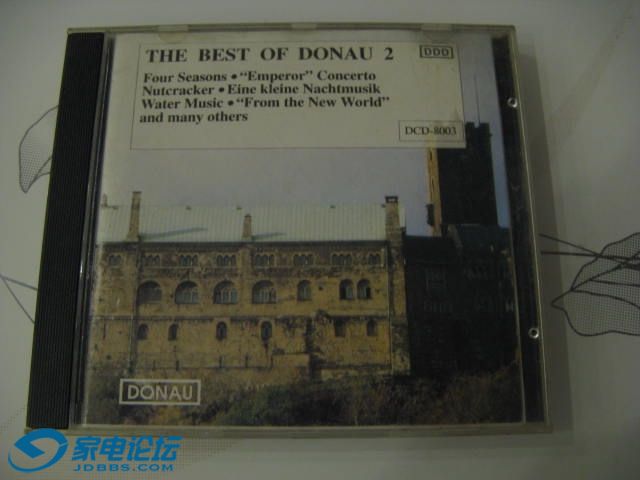 THE BEST OF DONAU 2
DDD
Four Seasons • "Emperor" Concerto
Nutcracker • Eine kleine Nachtmusik
Water Music • "From the New World"
and many others
DCD-8003
DONAU
家电论坛
JDBBS.COM